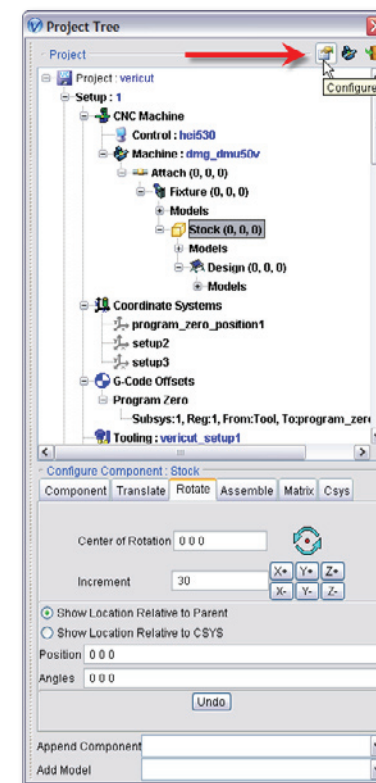 Project Tree
Project
Configure
Project : vericut
Setup : 1
CNC Machine
Control : hei530
Machine : dmg_dmu50v
Attach (0, 0, 0)
Fixture (0, 0, 0)
Models
Stock (0, 0, 0)
Models
Design (0, 0, 0)
Models
Coordinate Systems
program_zero_position1
setup2
setup3
G-Code Offsets
Program Zero
Subsys:1, Reg:1, From:Tool, To:program_zero
Tooling : vericut_setup1
Configure Component : Stock
Component Translate Rotate Assemble Matrix Csys
Center of Rotation 0 0 0
Increment 30 X+ Y+ Z+
X- Y- Z-
Show Location Relative to Parent
Show Location Relative to CSYS
Position 0 0 0
Angles 0 0 0
Undo
Append Component
Add Model